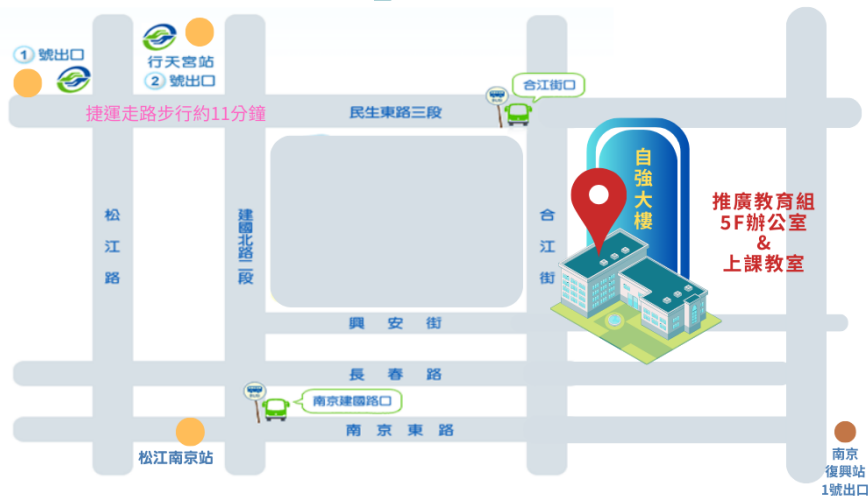 1 號出口
行天宮站
2 號出口
合江街口
捷運走路步行約11分鐘
民生東路三段
自強大樓
推廣教育組
5F辦公室
&
上課教室
松江路
建國北路二段
合江街
興安街
長春路
南京建國路口
南京東路
松江南京站
南京
復興站
1號出口